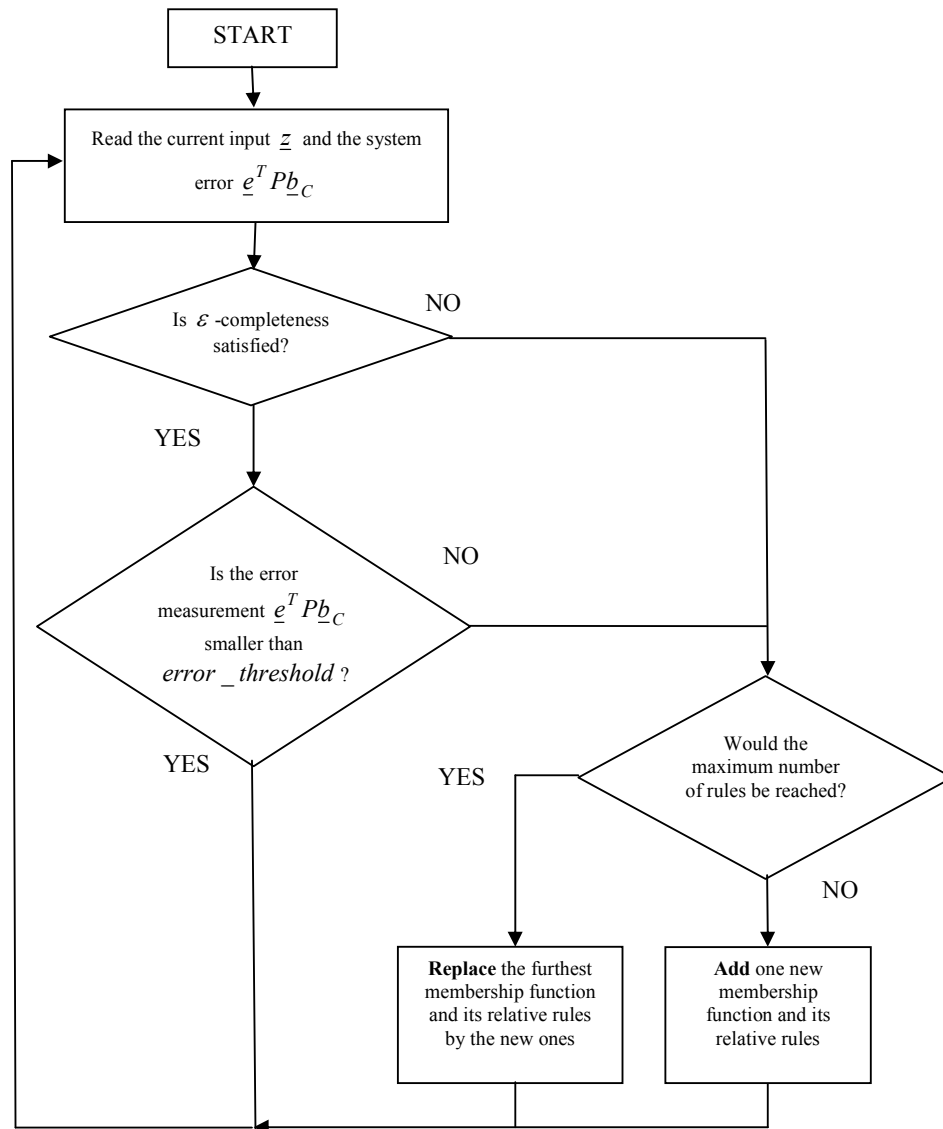 START
Read the current input z and the system
error e^T Pb_C
NO
Is ε -completeness
satisfied?
YES
NO
Is the error
measurement e^T Pb_C
smaller than
error _ threshold ?
YES
Would the
maximum number
of rules be reached?
YES
NO
Replace the furthest
membership function
and its relative rules
by the new ones
Add one new
membership
function and its
relative rules